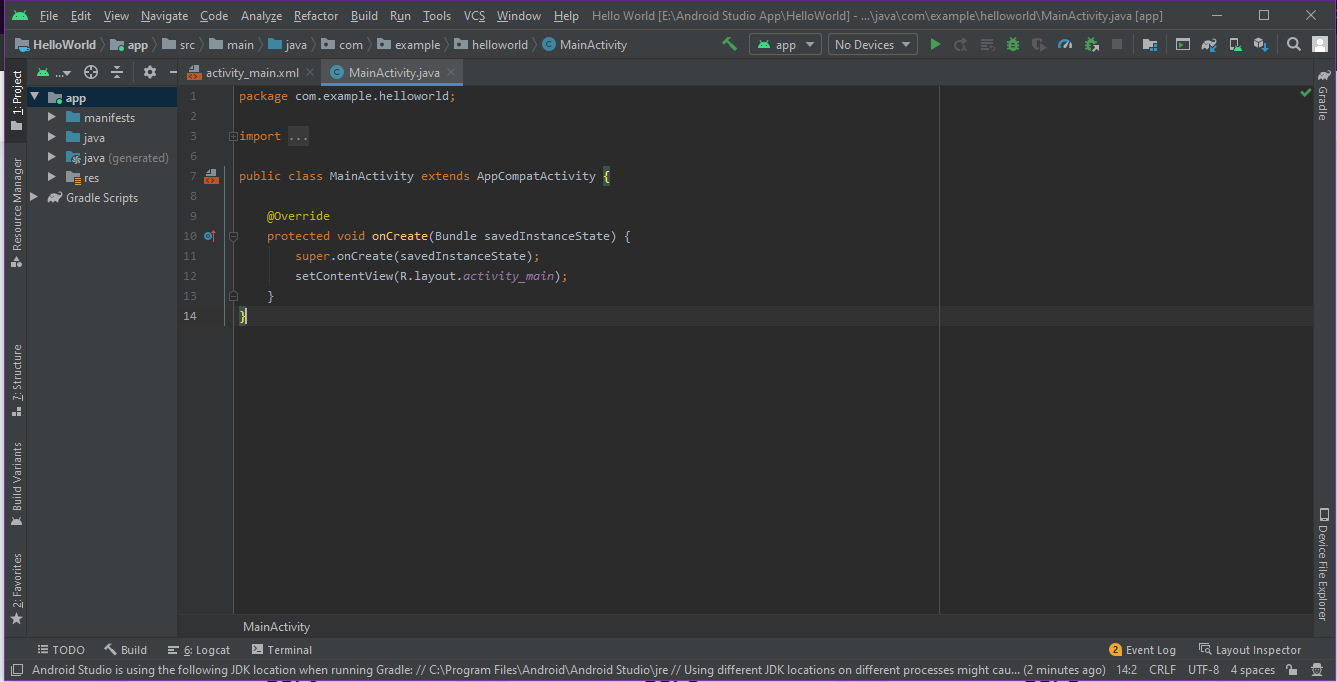 File Edit View Navigate Code Analyze Refactor Build Run Tools VCS Window Help Hello World [E:\Android Studio App\HelloWorld] - ...\java\com\example\helloworld\MainActivity.java [app]
HelloWorld app src main java com example helloworld MainActivity app No Devices
... activity_main.xml MainActivity.java
1: Project
Resource Manager
7: Structure
Build Variants
2: Favorites
app
manifests
java
java (generated)
res
Gradle Scripts
1 package com.example.helloworld;
2
3 import ...
6
7 public class MainActivity extends AppCompatActivity {
8
9 @Override
10 protected void onCreate(Bundle savedInstanceState) {
11 super.onCreate(savedInstanceState);
12 setContentView(R.layout.activity_main);
13 }
14 }
Gradle
Device File Explorer
MainActivity
TODO Build 6: Logcat Terminal 2 Event Log Layout Inspector
Android Studio is using the following JDK location when running Gradle: // C:\Program Files\Android\Android Studio\jre // Using different JDK locations on different processes might cau... (2 minutes ago) 14:2 CRLF UTF-8 4 spaces